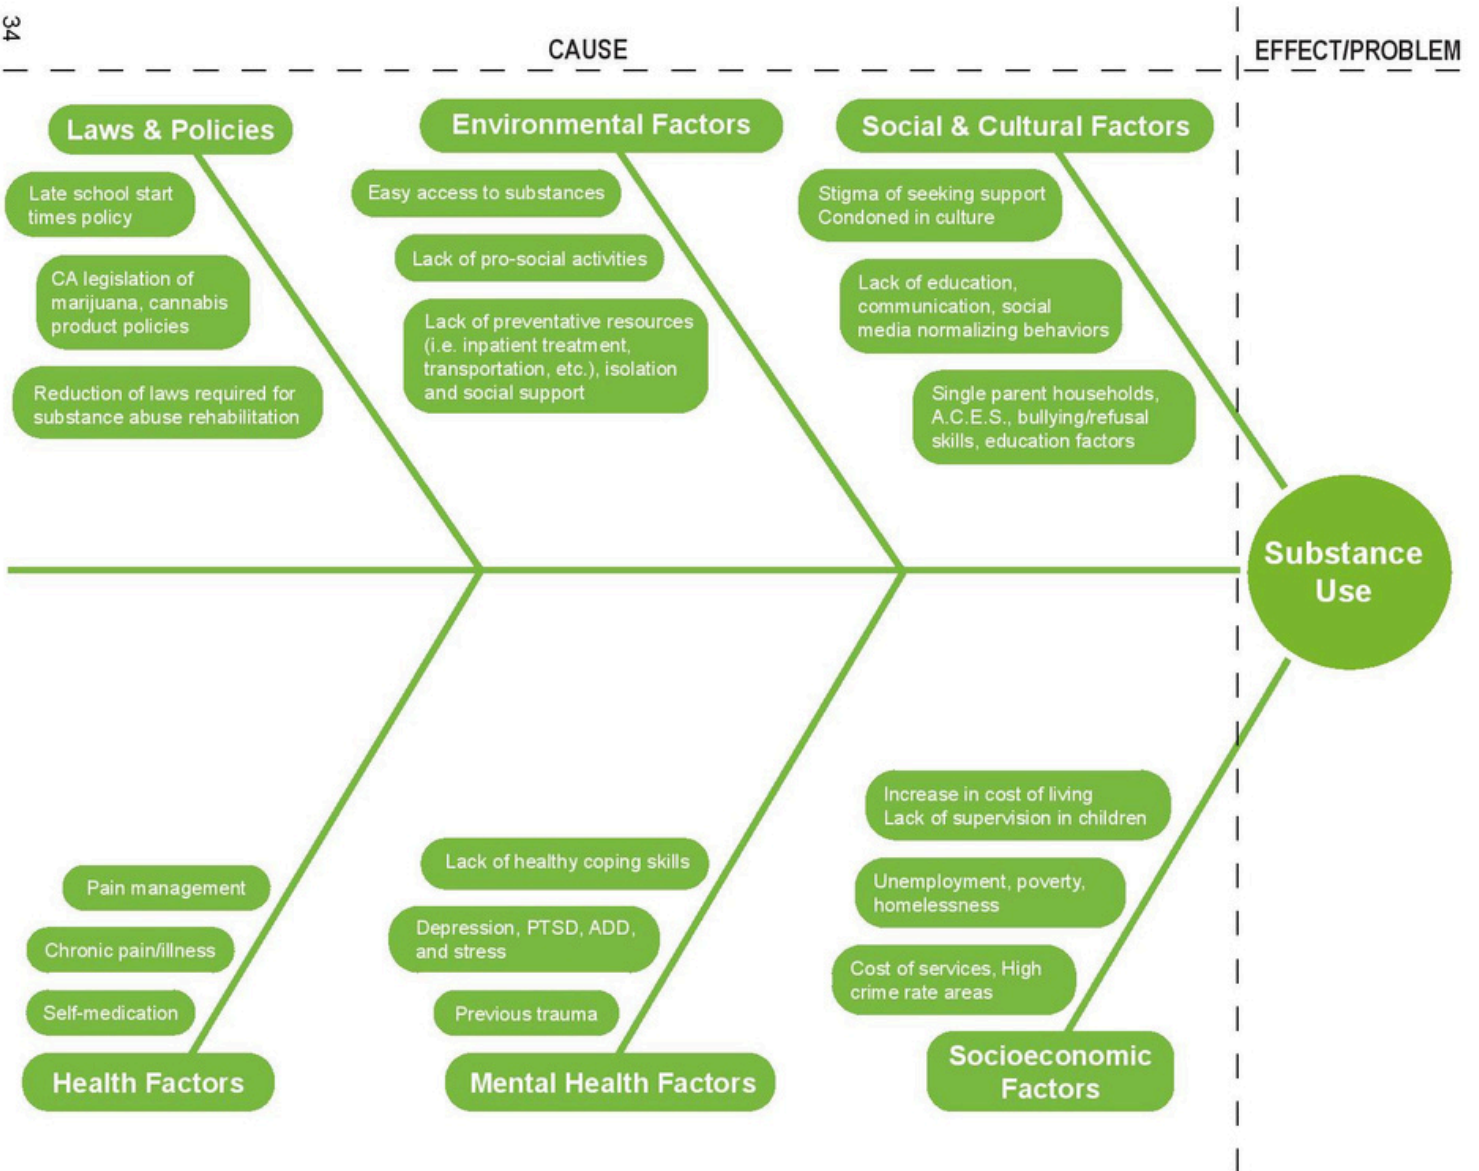 34
CAUSE
EFFECT/PROBLEM
Laws & Policies
Late school start
times policy
CA legislation of
marijuana, cannabis
product policies
Reduction of laws required for
substance abuse rehabilitation
Environmental Factors
Easy access to substances
Lack of pro-social activities
Lack of preventative resources
(i.e. inpatient treatment,
transportation, etc.), isolation
and social support
Social & Cultural Factors
Stigma of seeking support
Condoned in culture
Lack of education,
communication, social
media normalizing behaviors
Single parent households,
A.C.E.S., bullying/refusal
skills, education factors
Substance
Use
Pain management
Chronic pain/illness
Self-medication
Health Factors
Lack of healthy coping skills
Depression, PTSD, ADD,
and stress
Previous trauma
Mental Health Factors
Increase in cost of living
Lack of supervision in children
Unemployment, poverty,
homelessness
Cost of services, High
crime rate areas
Socioeconomic
Factors